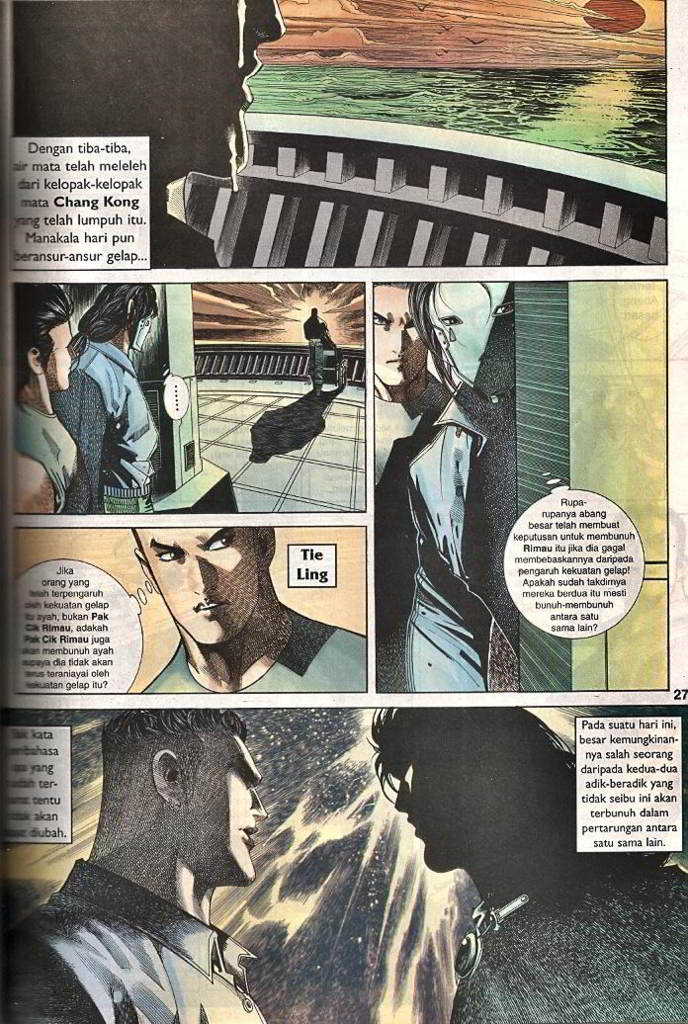 Dengan tiba-tiba,
air mata telah meleleh
dari kelopak-kelopak
mata Chang Kong
yang telah lumpuh itu.
Manakala hari pun
beransur-ansur gelap...
......
Rupa-
rupanya abang
besar telah membuat
keputusan untuk membunuh
Rimau itu jika dia gagal
membebaskannya daripada
pengaruh kekuatan gelap!
Apakah sudah takdirnya
mereka berdua itu mesti
bunuh-membunuh
antara satu
sama lain?
Jika
orang yang
telah terpengaruh
oleh kekuatan gelap
itu ayah, bukan Pak
Cik Rimau, adakah
Pak Cik Rimau juga
akan membunuh ayah
supaya dia tidak akan
terus teraniayai oleh
kekuatan gelap itu?
Tie
Ling
27
kata
yang
ter-
tentu
akan
diubah.
Pada suatu hari ini,
besar kemungkinan-
nya salah seorang
daripada kedua-dua
adik-beradik yang
tidak seibu ini akan
terbunuh dalam
pertarungan antara
satu sama lain.